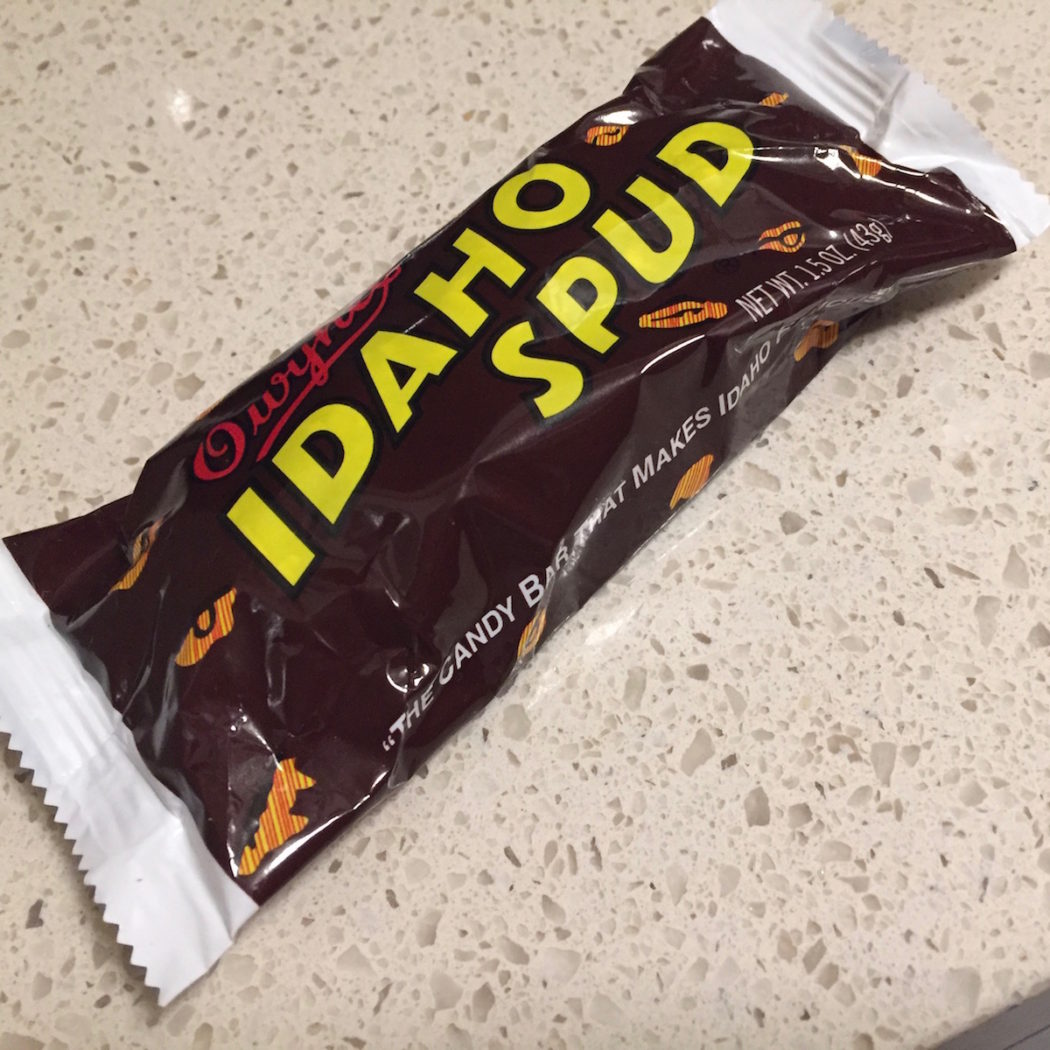 Owyhee
IDAHO
SPUD
NET WT. 1.5 OZ. (43g)
"THE CANDY BAR THAT MAKES IDAHO